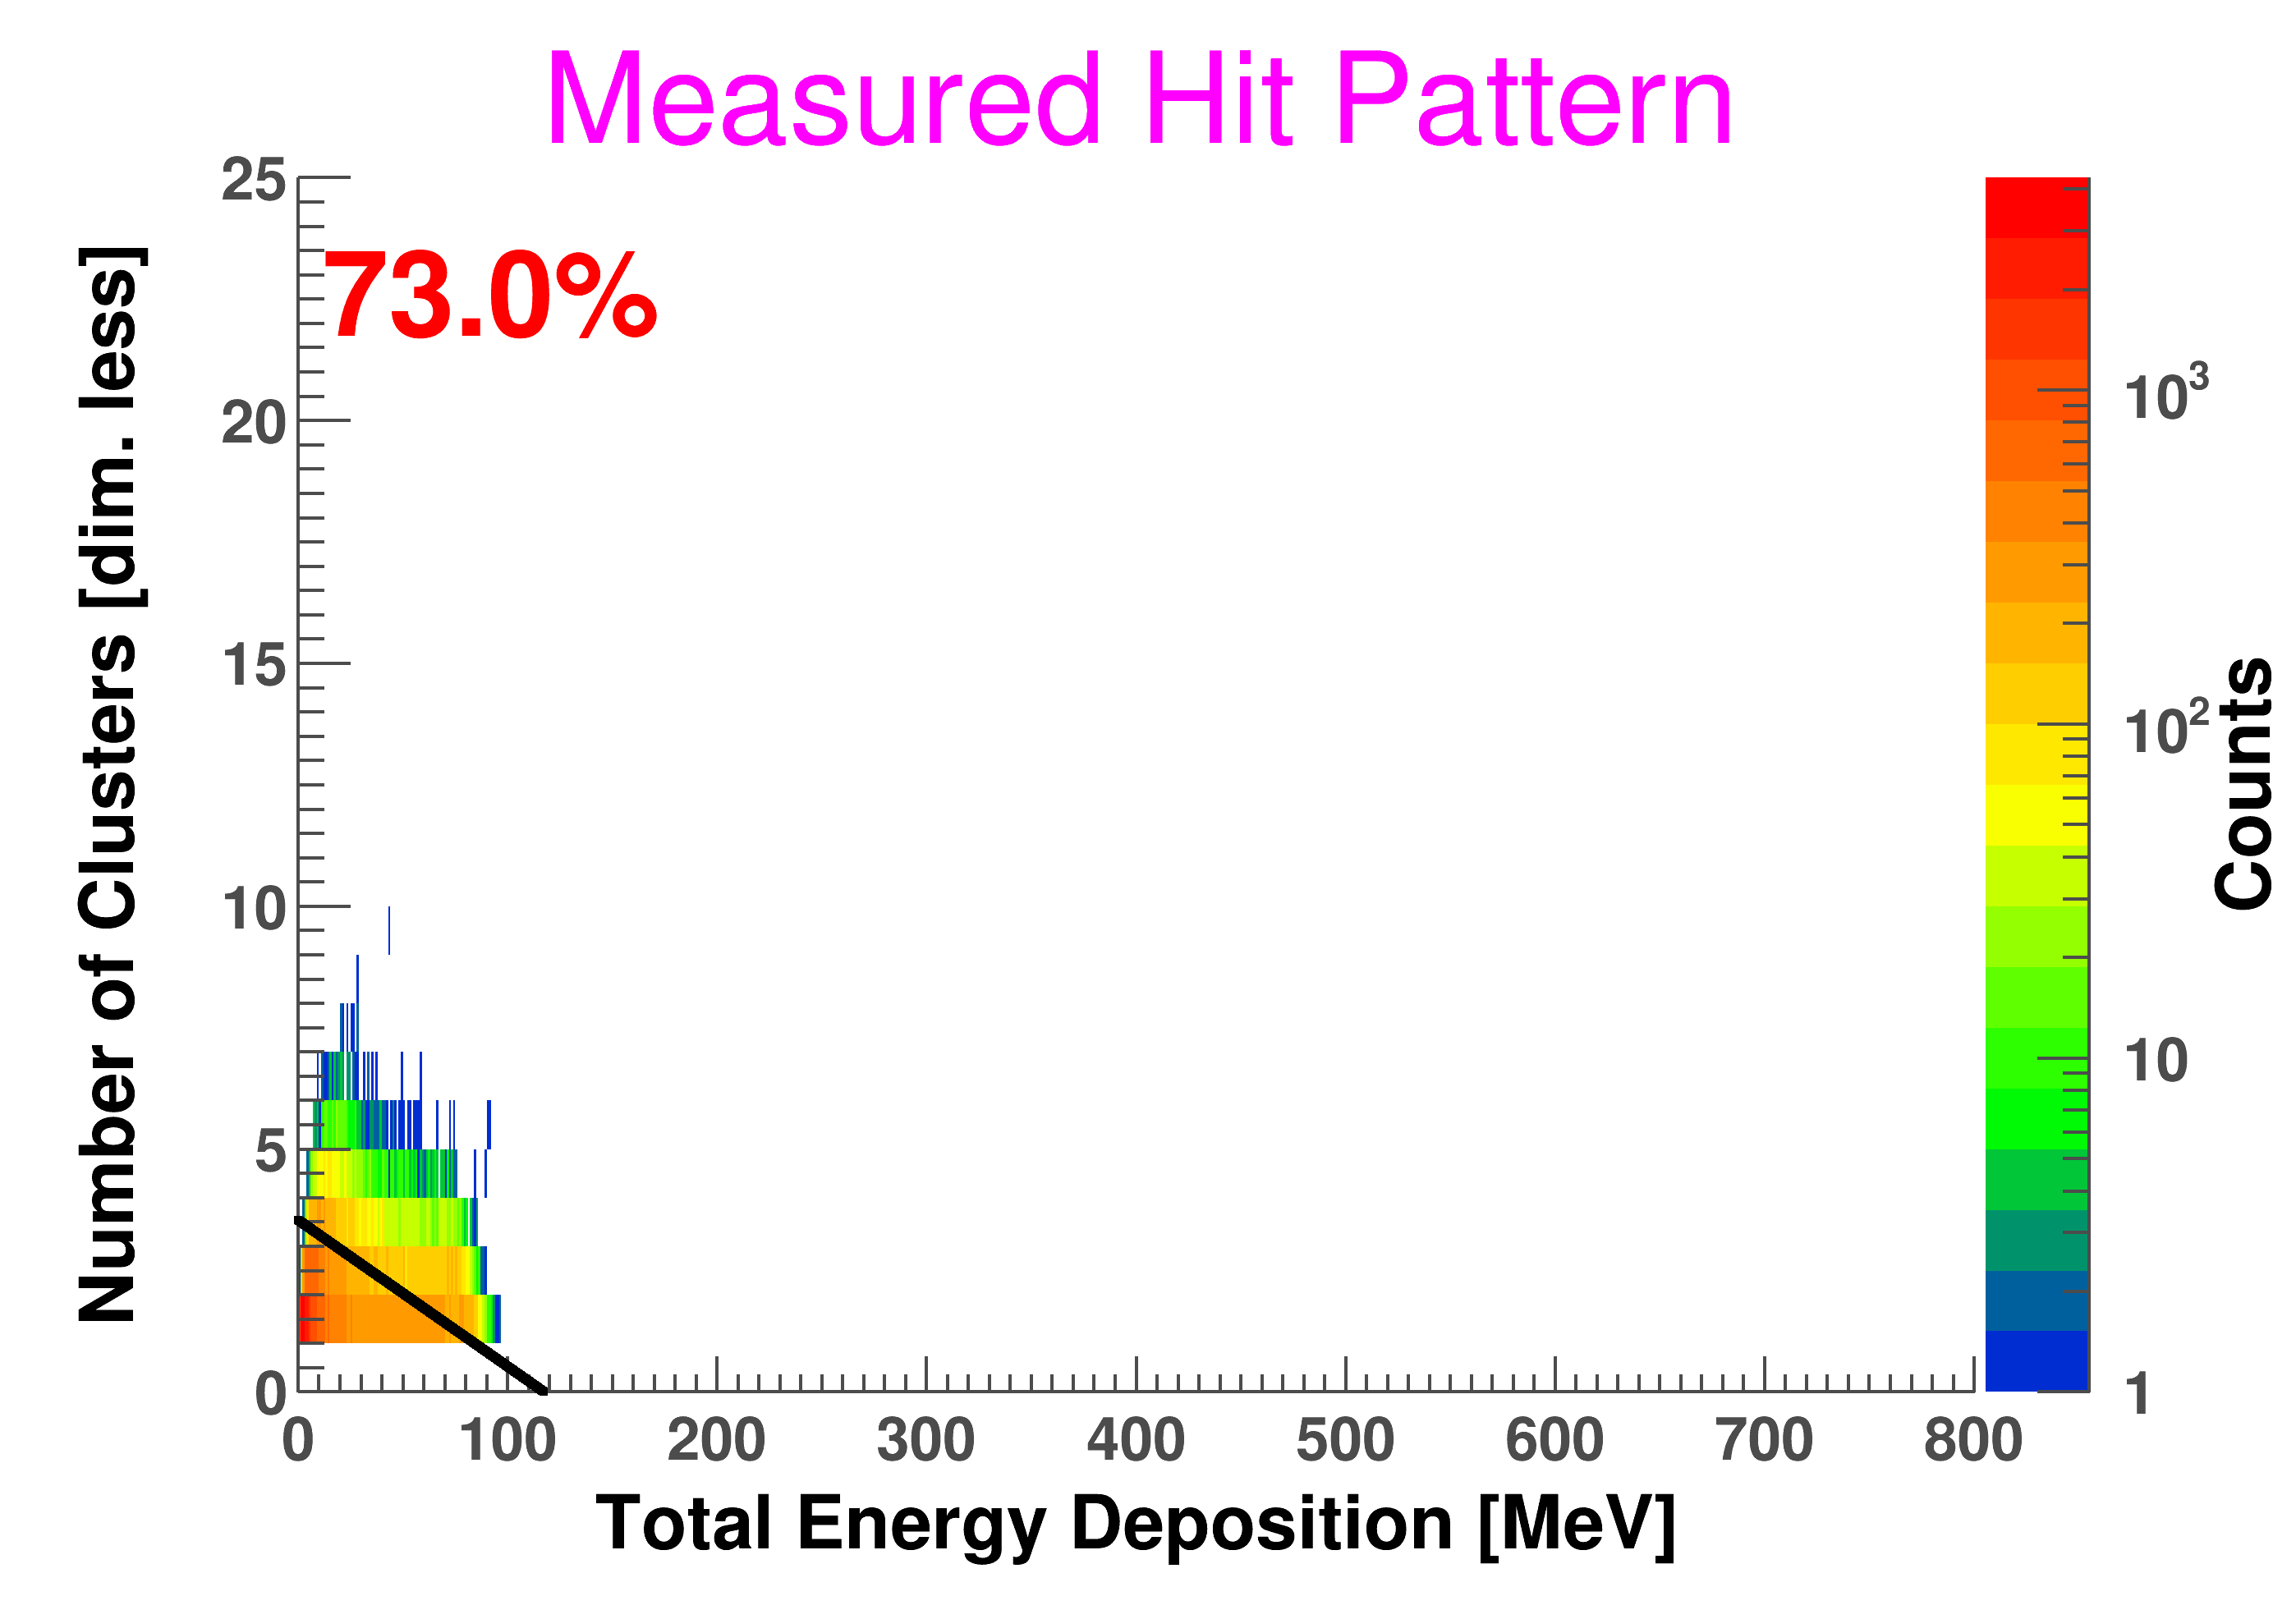 Measured Hit Pattern
73.0%
Number of Clusters [dim. less]
25
20
15
10
5
0
0 100 200 300 400 500 600 700 800
Total Energy Deposition [MeV]
10³
10²
10
1
Counts